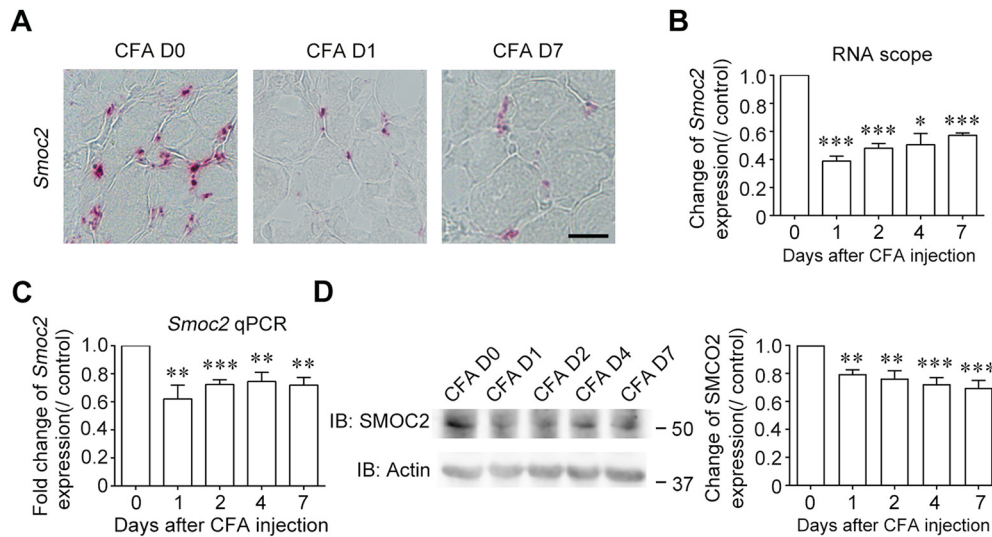 A
CFA D0
CFA D1
CFA D7
Smoc2
B
RNA scope
Change of Smoc2
expression(/ control)
1.0
0.8
0.6
0.4
0.2
0
***
***
*
***
0 1 2 4 7
Days after CFA injection
C
Smoc2 qPCR
Fold change of Smoc2
expression(/ control)
1.0
0.8
0.6
0.4
0.2
0
**
***
**
**
0 1 2 4 7
Days after CFA injection
D
CFA D0
CFA D1
CFA D2
CFA D4
CFA D7
IB: SMOC2
- 50
IB: Actin
- 37
Change of SMCO2
expression(/ control)
1.0
0.8
0.6
0.4
0.2
0
**
**
***
***
0 1 2 4 7
Days after CFA injection